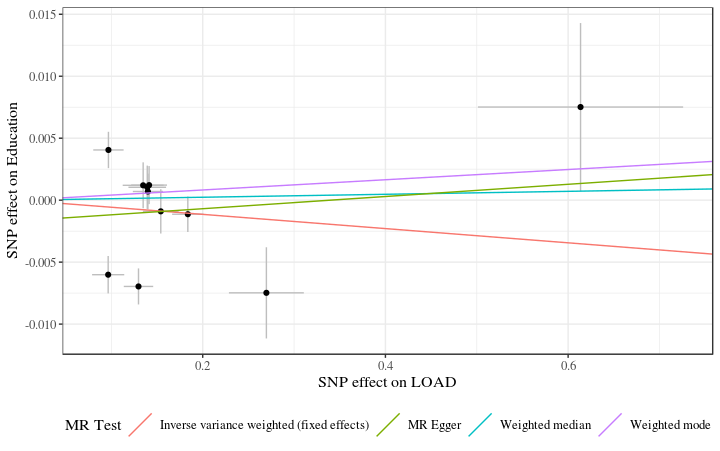 0.015
0.010
0.005
0.000
-0.005
-0.010
SNP effect on Education
0.2 0.4 0.6
SNP effect on LOAD
MR Test Inverse variance weighted (fixed effects) MR Egger Weighted median Weighted mode